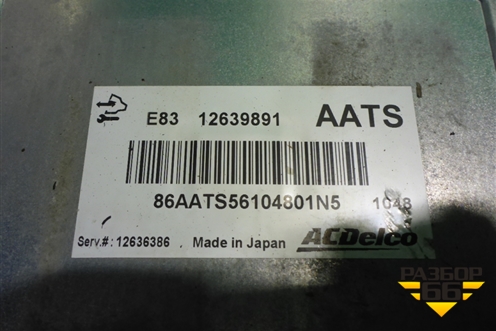 E83 12639891 AATS
86AATS56104801N5 1048
Serv.#: 12636386 Made in Japan ACDelco
РАЗБОР
66